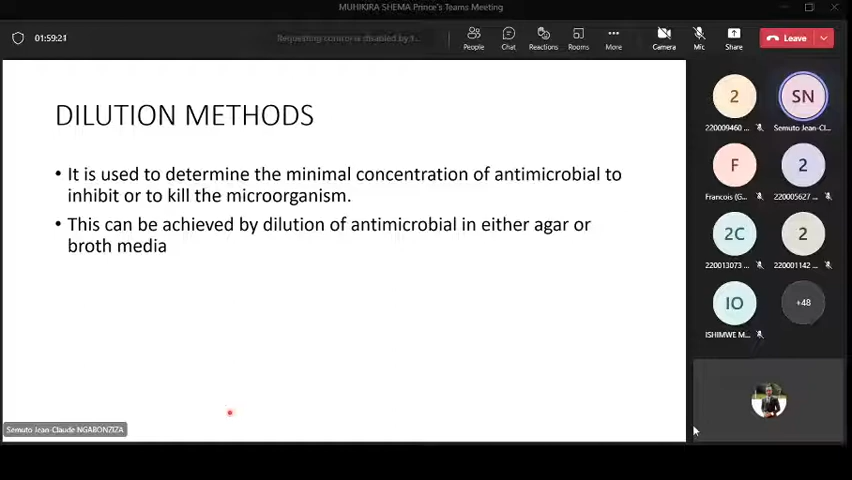 MUHIKIRA SHEMA Prince's Teams Meeting
01:59:21
Requesting control is disabled by t...
People
Chat
Reactions
Rooms
More
Camera
Mic
Share
Leave
DILUTION METHODS
• It is used to determine the minimal concentration of antimicrobial to
inhibit or to kill the microorganism.
• This can be achieved by dilution of antimicrobial in either agar or
broth media
Semuto Jean-Claude NGABONZIZA
2
220009460 ...
SN
Semuto Jean-Cl...
F
Francois (G...
2
220005627 ...
2C
220013073 ...
2
220001142 ...
IO
ISHIMWE M...
+48